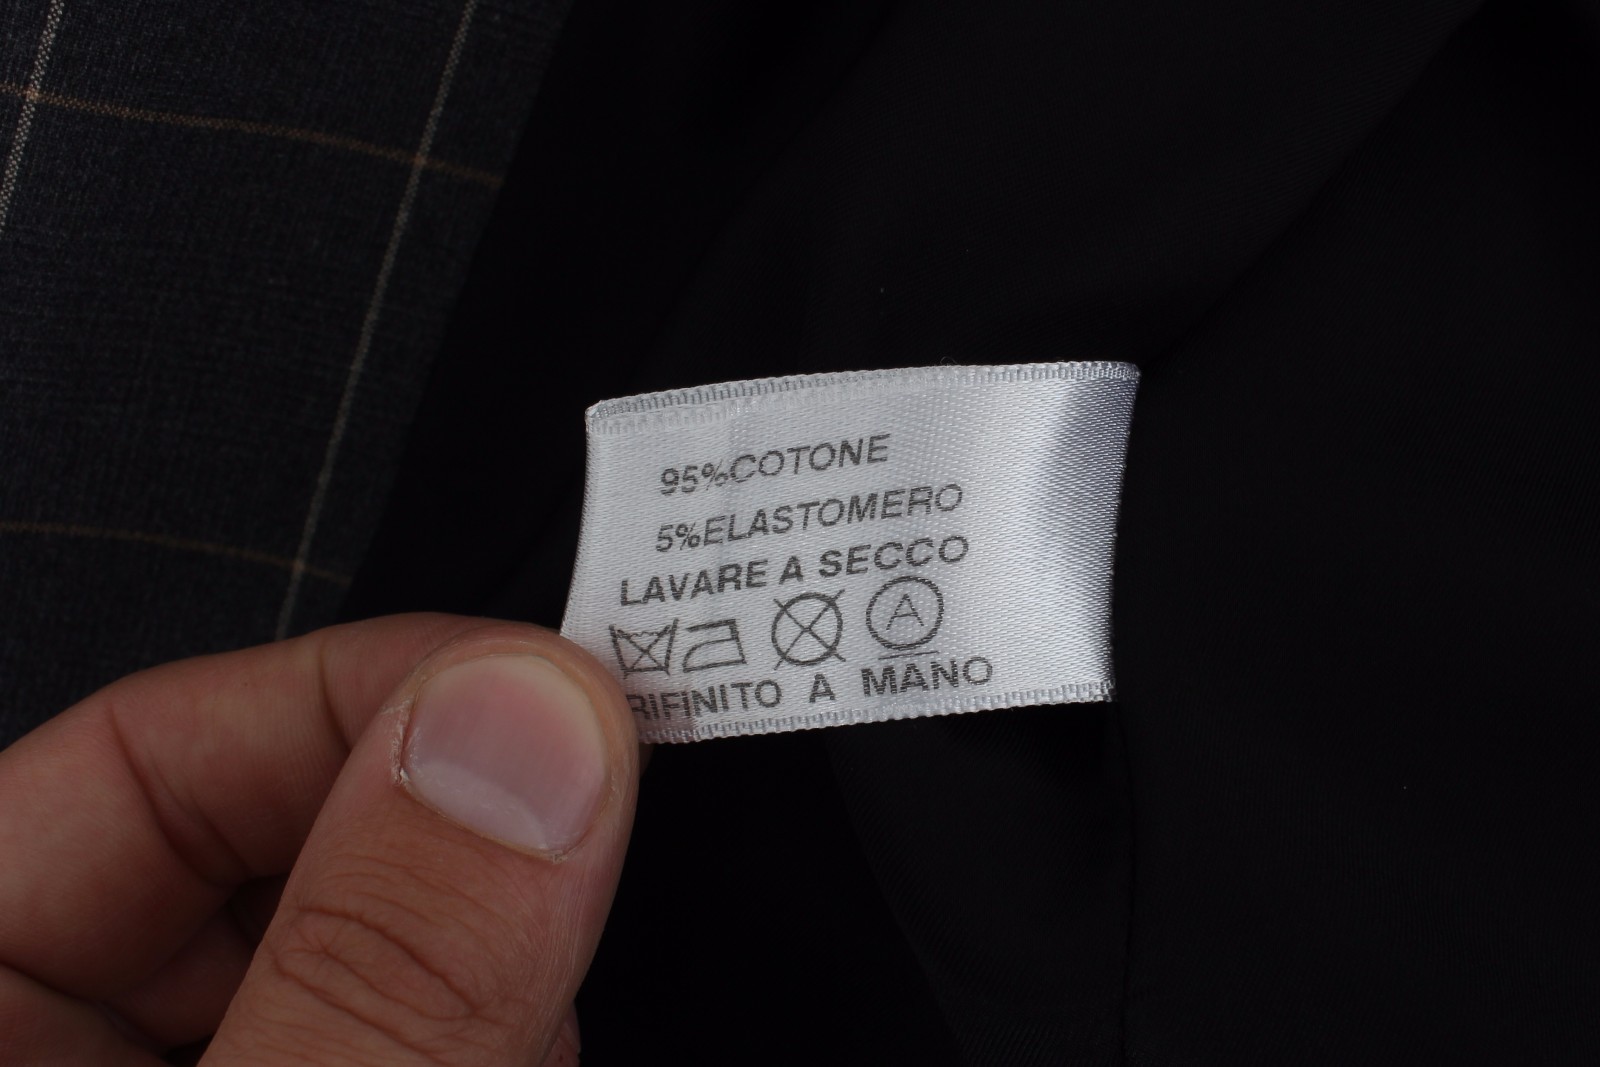 95%COTONE
5%ELASTOMERO
LAVARE A SECCO
A
RIFINITO A MANO